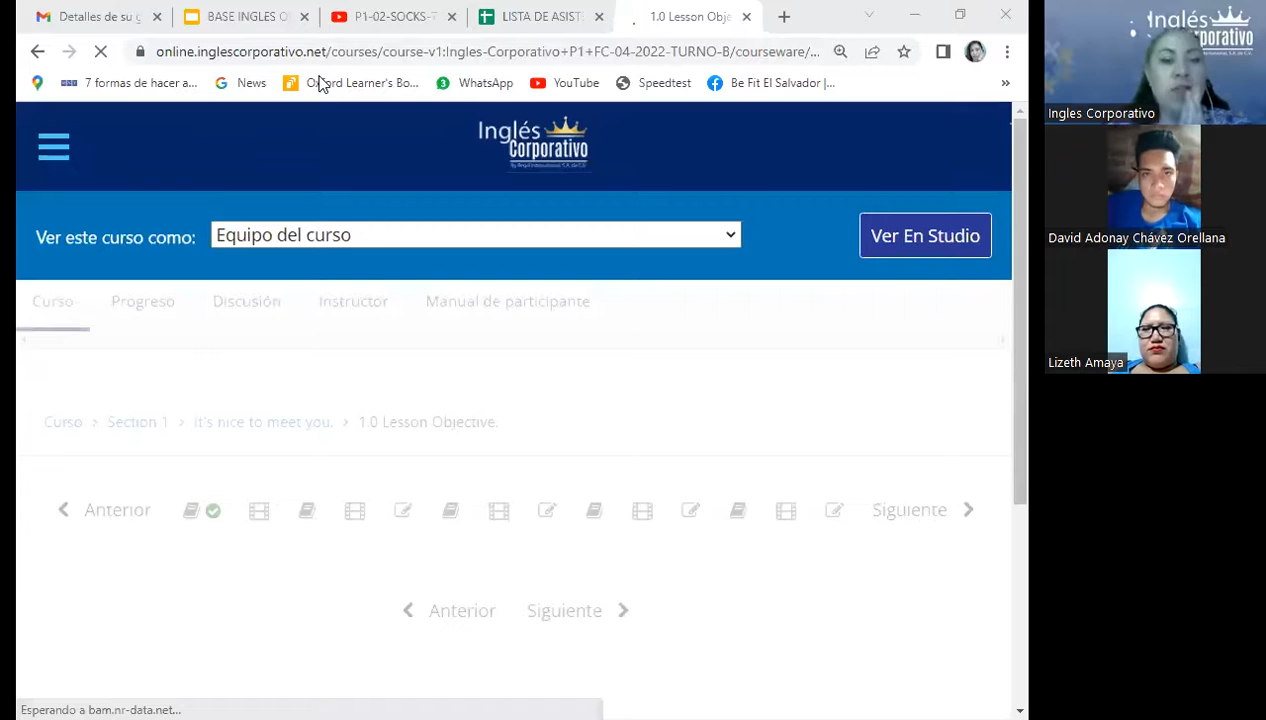 Detalles de su g
BASE INGLES O
P1-02-SOCKS-7
LISTA DE ASIST
1.0 Lesson Obje
online.inglescorporativo.net/courses/course-v1:Ingles-Corporativo+P1+FC-04-2022-TURNO-B/courseware/...
7 formas de hacer a...
News
Oxford Learner's Bo...
3
WhatsApp
YouTube
Speedtest
Be Fit El Salvador |...
»
Inglés
Corporativo
Ver este curso como:
Equipo del curso
Ver En Studio
Curso
Progreso
Discusión
Instructor
Manual de participante
Curso > Section 1 > It's nice to meet you. > 1.0 Lesson Objective.
Anterior
Siguiente
Anterior
Siguiente
Esperando a bam.nr-data.net...
Inglés
Corporativo
Ingles Corporativo
David Adonay Chávez Orellana
Lizeth Amaya